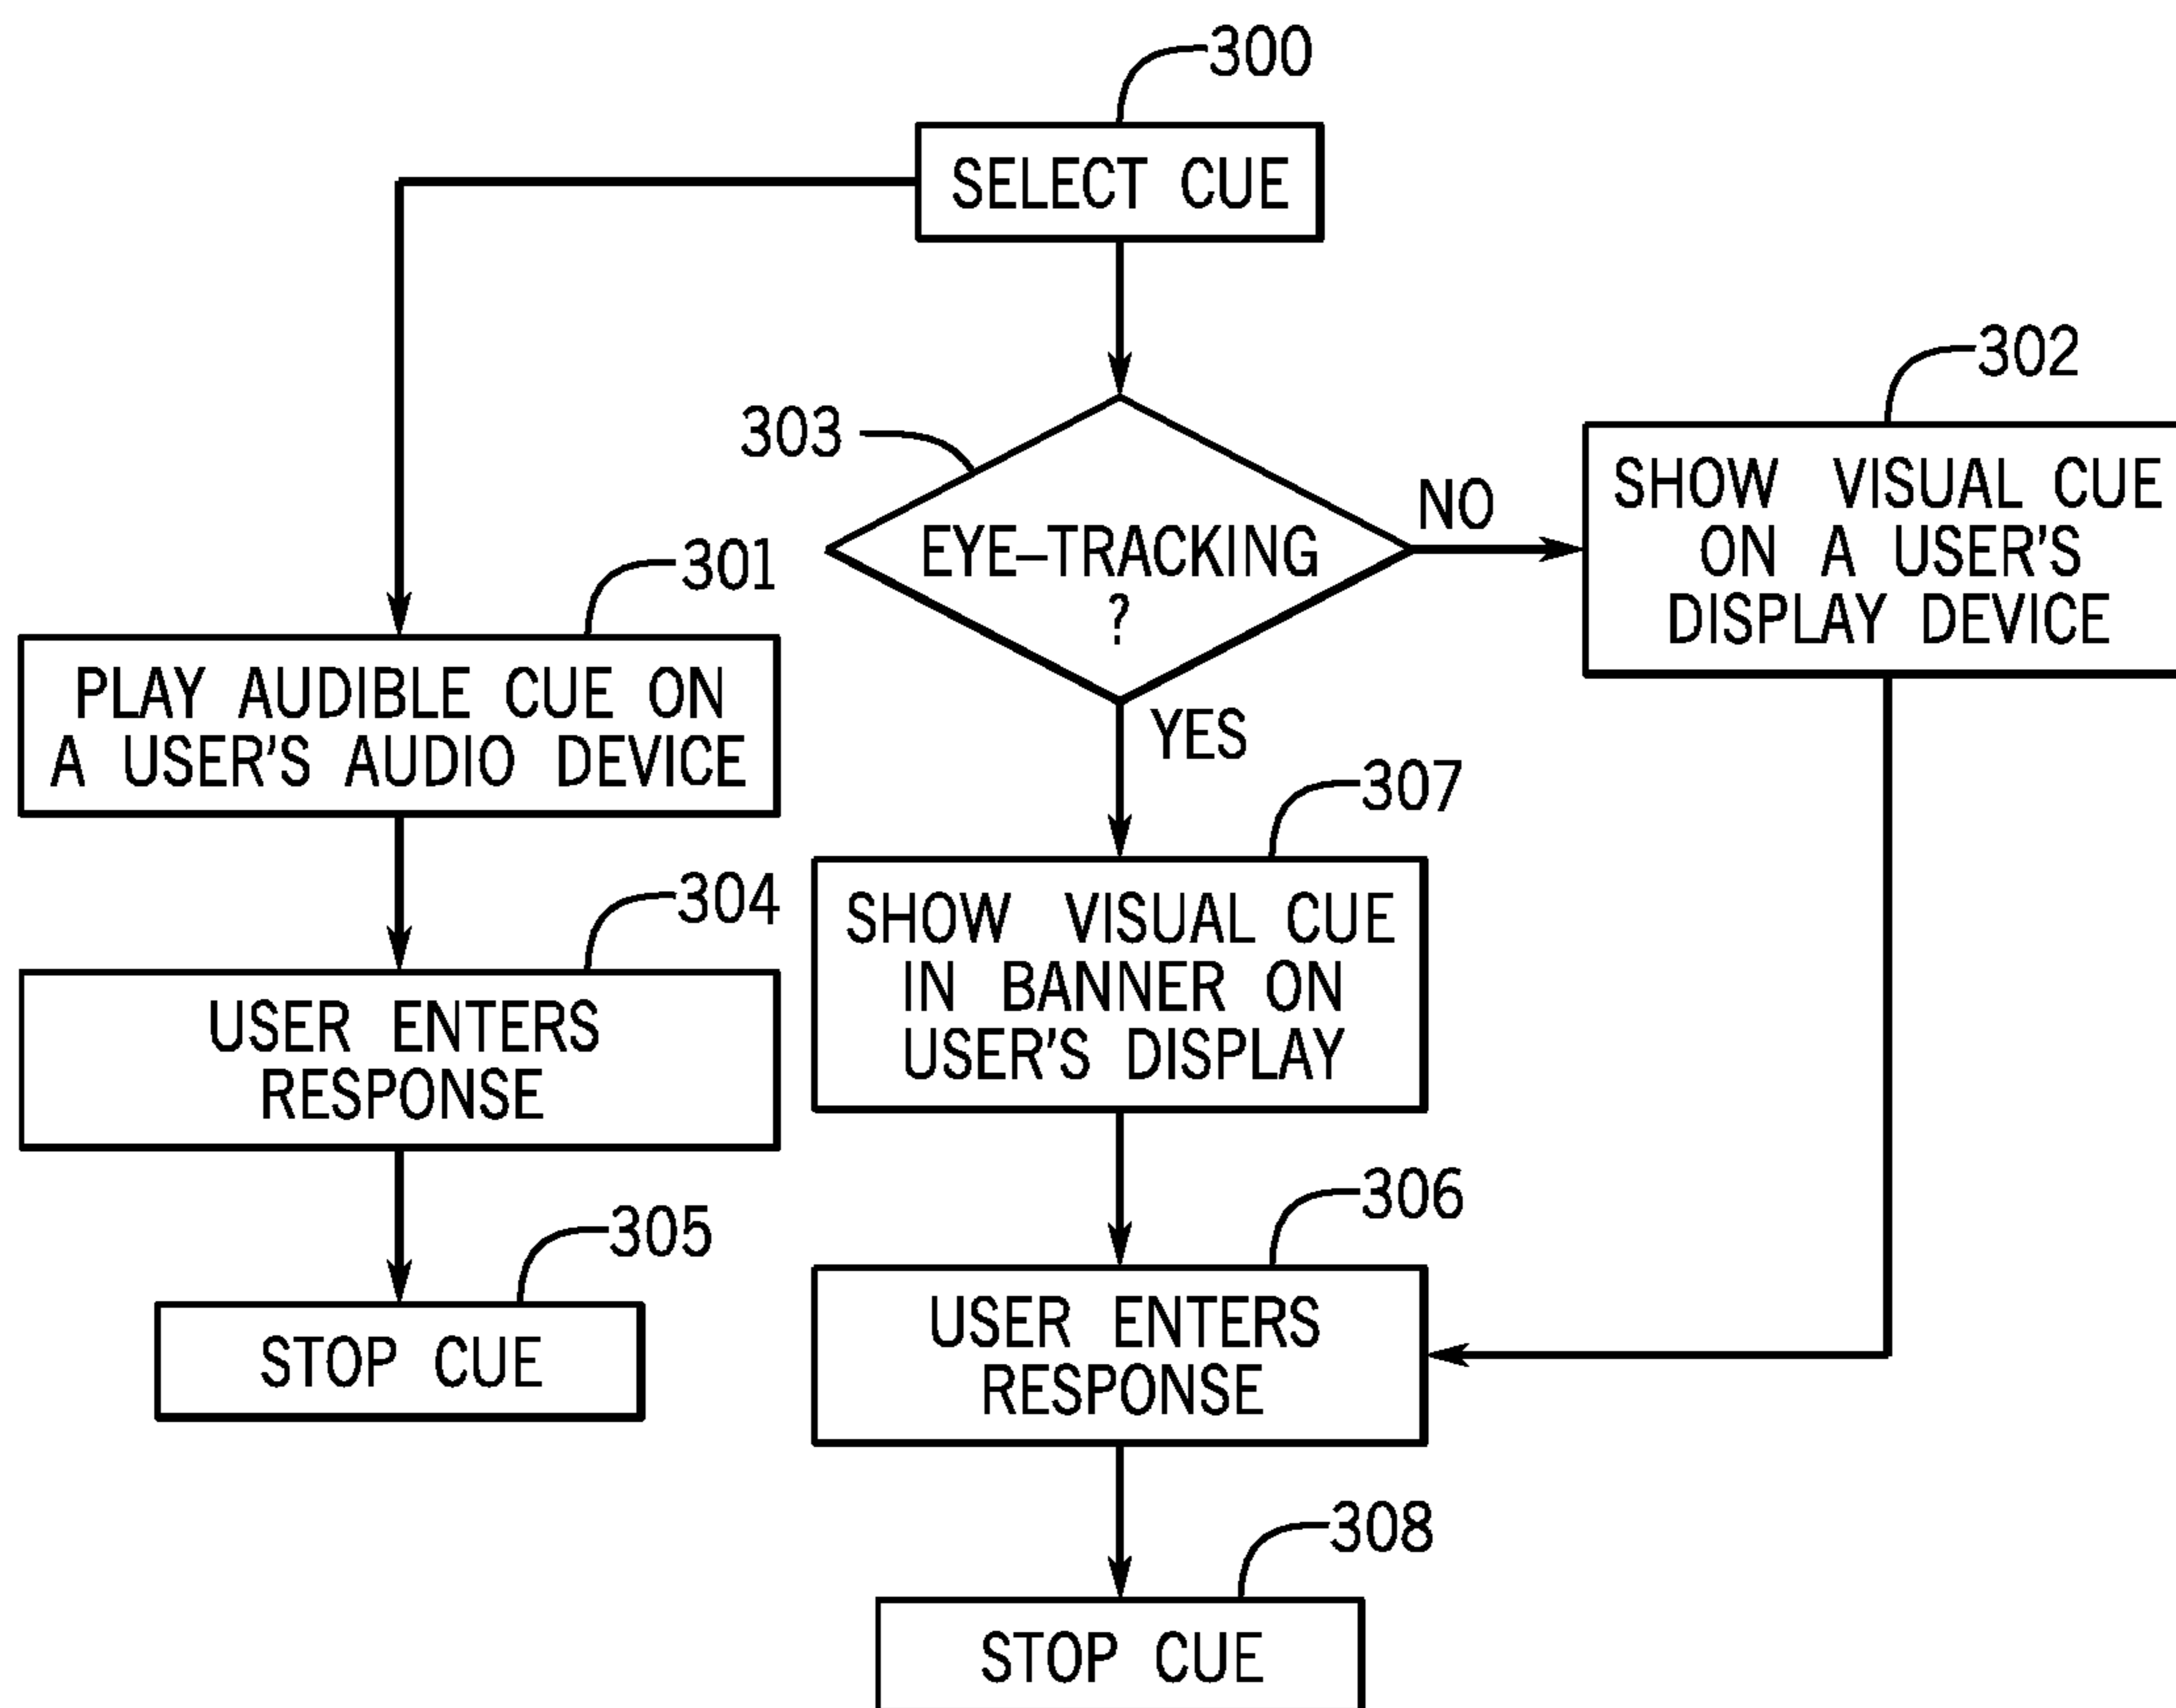 300
SELECT CUE
302
303
NO
SHOW VISUAL CUE
ON A USER'S
DISPLAY DEVICE
EYE–TRACKING
?
301
PLAY AUDIBLE CUE ON
A USER'S AUDIO DEVICE
YES
307
304
SHOW VISUAL CUE
IN BANNER ON
USER'S DISPLAY
USER ENTERS
RESPONSE
306
305
STOP CUE
USER ENTERS
RESPONSE
308
STOP CUE